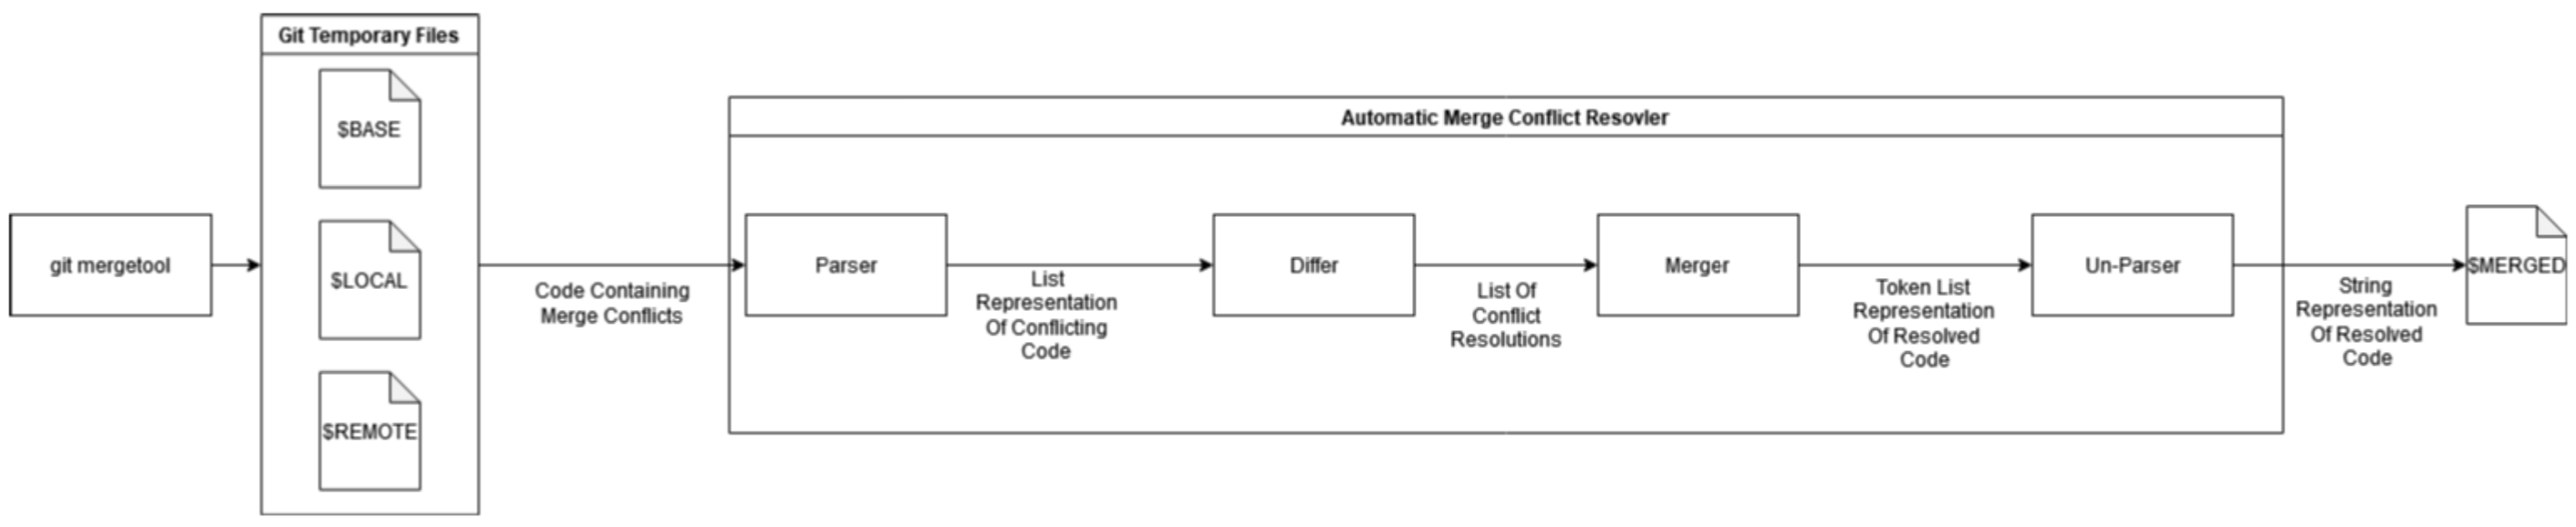 Git Temporary Files
$BASE
$LOCAL
$REMOTE
git mergetool
Code Containing
Merge Conflicts
Automatic Merge Conflict Resovler
Parser
List
Representation
Of Conflicting
Code
Differ
List Of
Conflict
Resolutions
Merger
Token List
Representation
Of Resolved
Code
Un-Parser
String
Representation
Of Resolved
Code
$MERGED